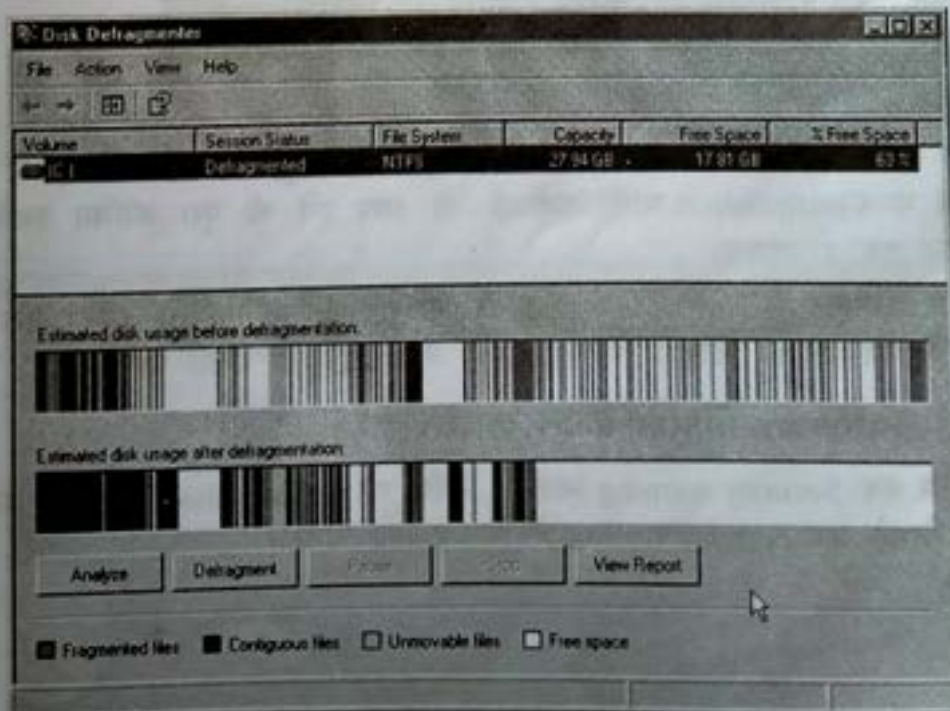 Disk Defragmenter
File Action View Help
Volume Session Status File System Capacity Free Space % Free Space
Defragmented NTFS 27.94 GB 17.81 GB 63 %
Estimated disk usage before defragmentation:
Estimated disk usage after defragmentation:
Analyze Defragment Pause Stop View Report
Fragmented files Contiguous files Unmovable files Free space